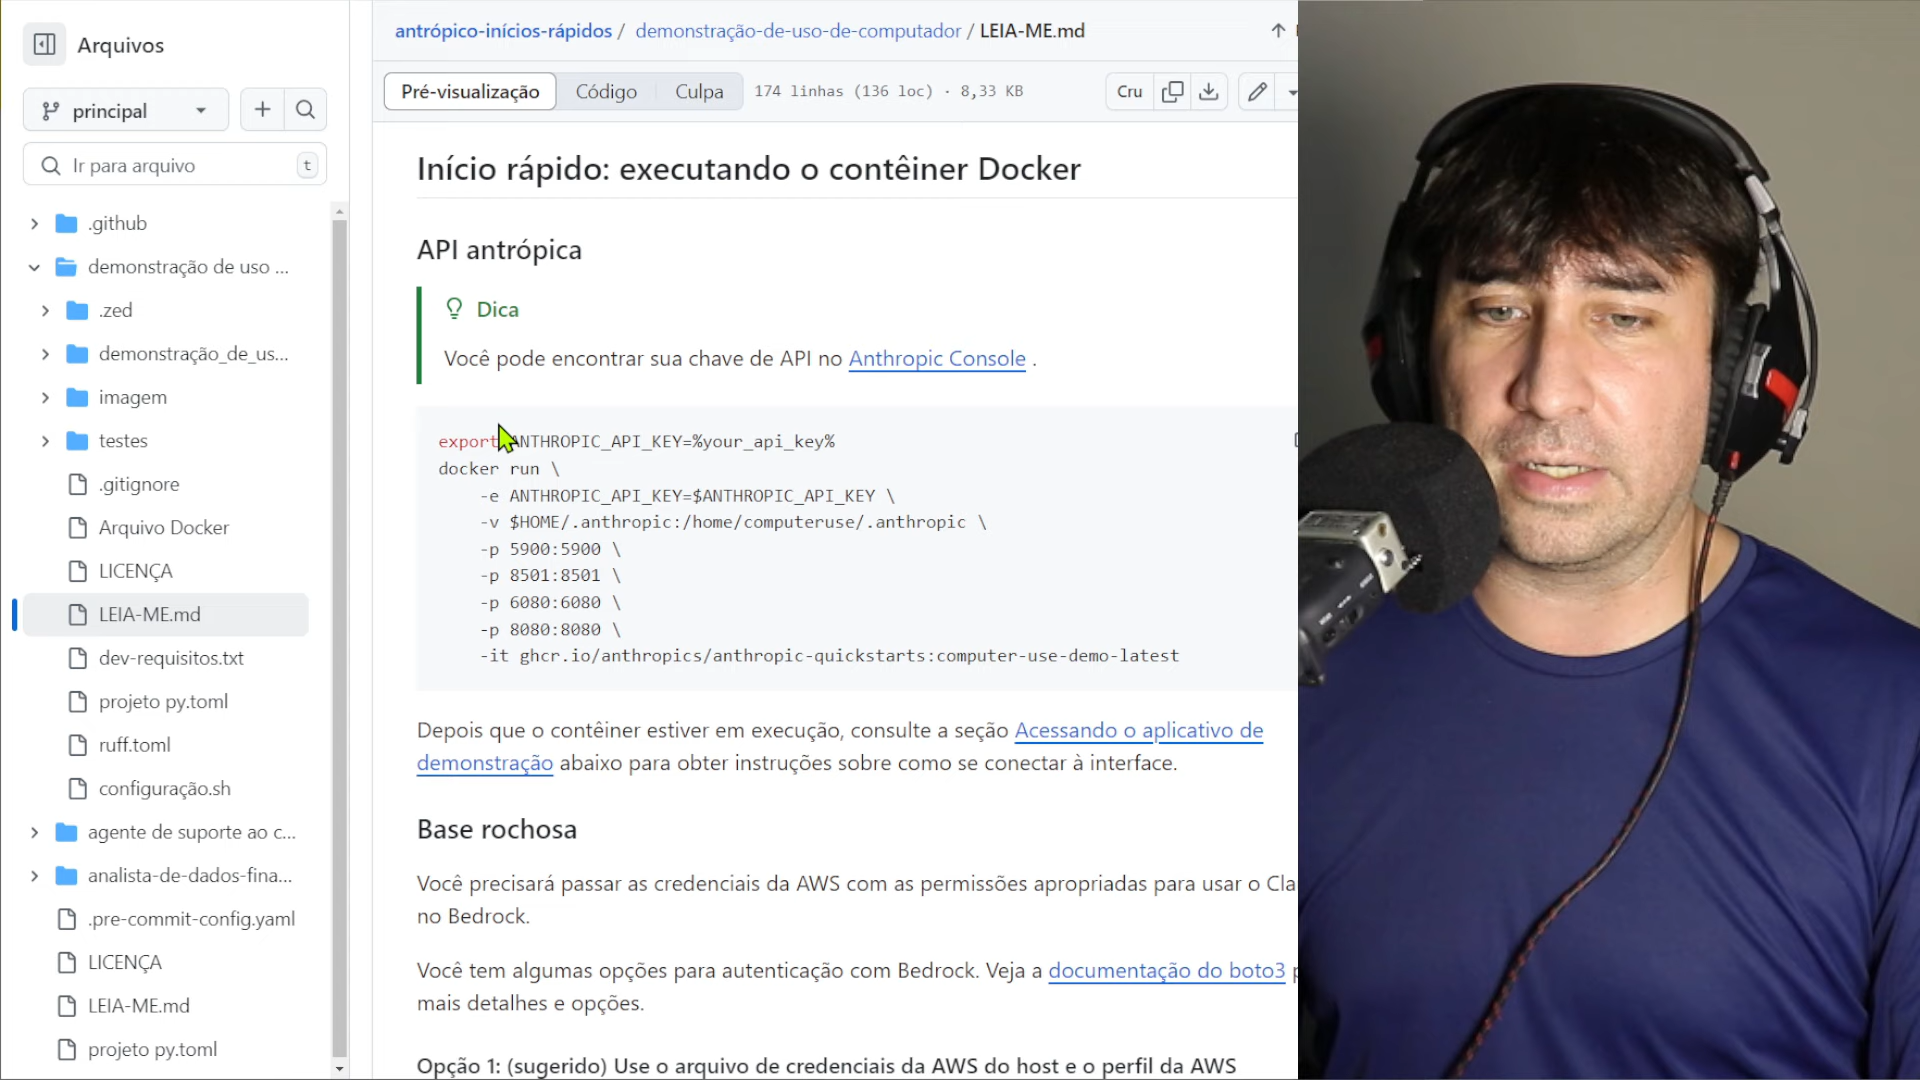 Arquivos
principal
Ir para arquivo
t
.github
demonstração de uso ...
.zed
demonstração_de_us...
imagem
testes
.gitignore
Arquivo Docker
LICENÇA
LEIA-ME.md
dev-requisitos.txt
projeto py.toml
ruff.toml
configuração.sh
agente de suporte ao c...
analista-de-dados-fina...
.pre-commit-config.yaml
LICENÇA
LEIA-ME.md
projeto py.toml
antrópico-inícios-rápidos / demonstração-de-uso-de-computador / LEIA-ME.md
Pré-visualização Código Culpa 174 linhas (136 loc) · 8,33 KB Cru
Início rápido: executando o contêiner Docker
API antrópica
Dica
Você pode encontrar sua chave de API no Anthropic Console .
export ANTHROPIC_API_KEY=%your_api_key%
docker run \
-e ANTHROPIC_API_KEY=$ANTHROPIC_API_KEY \
-v $HOME/.anthropic:/home/computeruse/.anthropic \
-p 5900:5900 \
-p 8501:8501 \
-p 6080:6080 \
-p 8080:8080 \
-it ghcr.io/anthropics/anthropic-quickstarts:computer-use-demo-latest
Depois que o contêiner estiver em execução, consulte a seção Acessando o aplicativo de
demonstração abaixo para obter instruções sobre como se conectar à interface.
Base rochosa
Você precisará passar as credenciais da AWS com as permissões apropriadas para usar o Cla
no Bedrock.
Você tem algumas opções para autenticação com Bedrock. Veja a documentação do boto3 p
mais detalhes e opções.
Opção 1: (sugerido) Use o arquivo de credenciais da AWS do host e o perfil da AWS